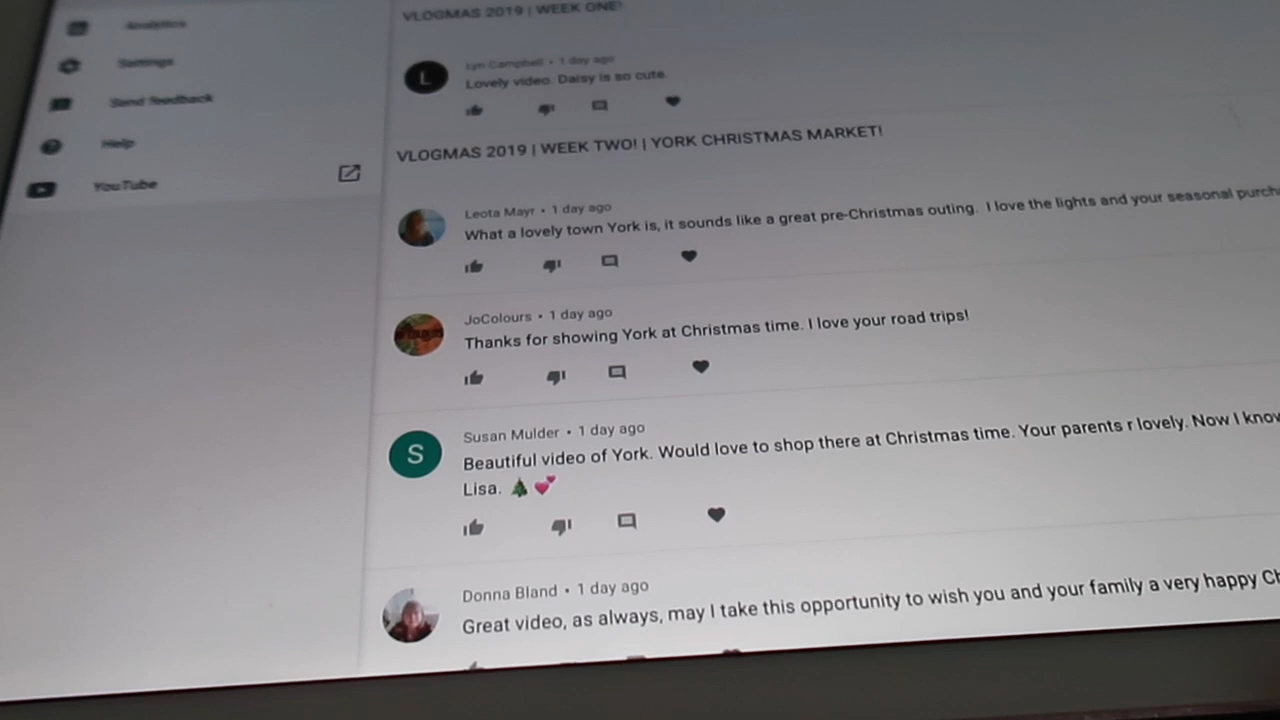 Analytics
Settings
Send feedback
Help
YouTube
VLOGMAS 2019 | WEEK ONE!
L
Lyn Campbell • 1 day ago
Lovely video. Daisy is so cute.
VLOGMAS 2019 | WEEK TWO! | YORK CHRISTMAS MARKET!
Leota Mayr • 1 day ago
What a lovely town York is, it sounds like a great pre-Christmas outing. I love the lights and your seasonal purch
JoColours • 1 day ago
Thanks for showing York at Christmas time. I love your road trips!
S
Susan Mulder • 1 day ago
Beautiful video of York. Would love to shop there at Christmas time. Your parents r lovely. Now I know
Lisa. 🎄💕
Donna Bland • 1 day ago
Great video, as always, may I take this opportunity to wish you and your family a very happy Ch